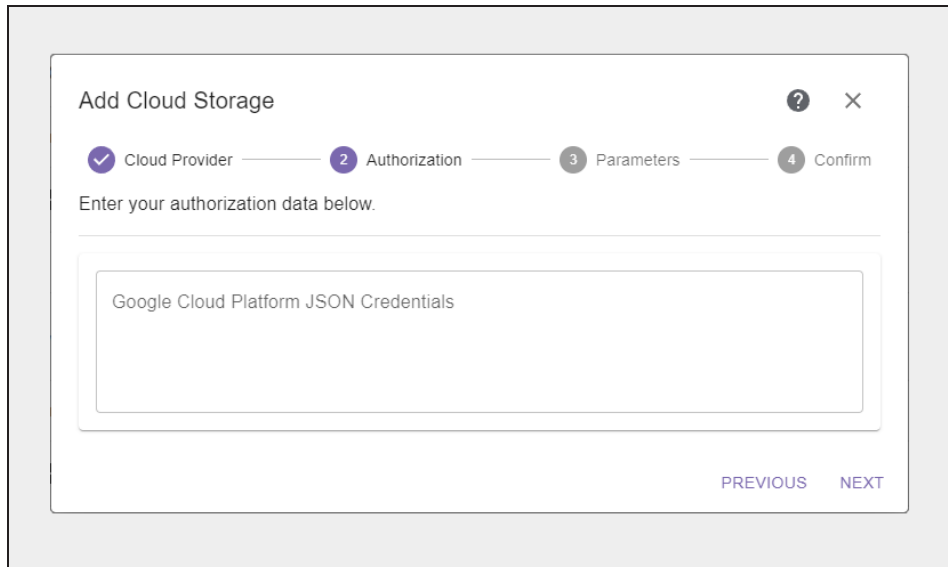 Add Cloud Storage ?
Cloud Provider 2 Authorization 3 Parameters 4 Confirm
Enter your authorization data below.
Google Cloud Platform JSON Credentials
PREVIOUS NEXT